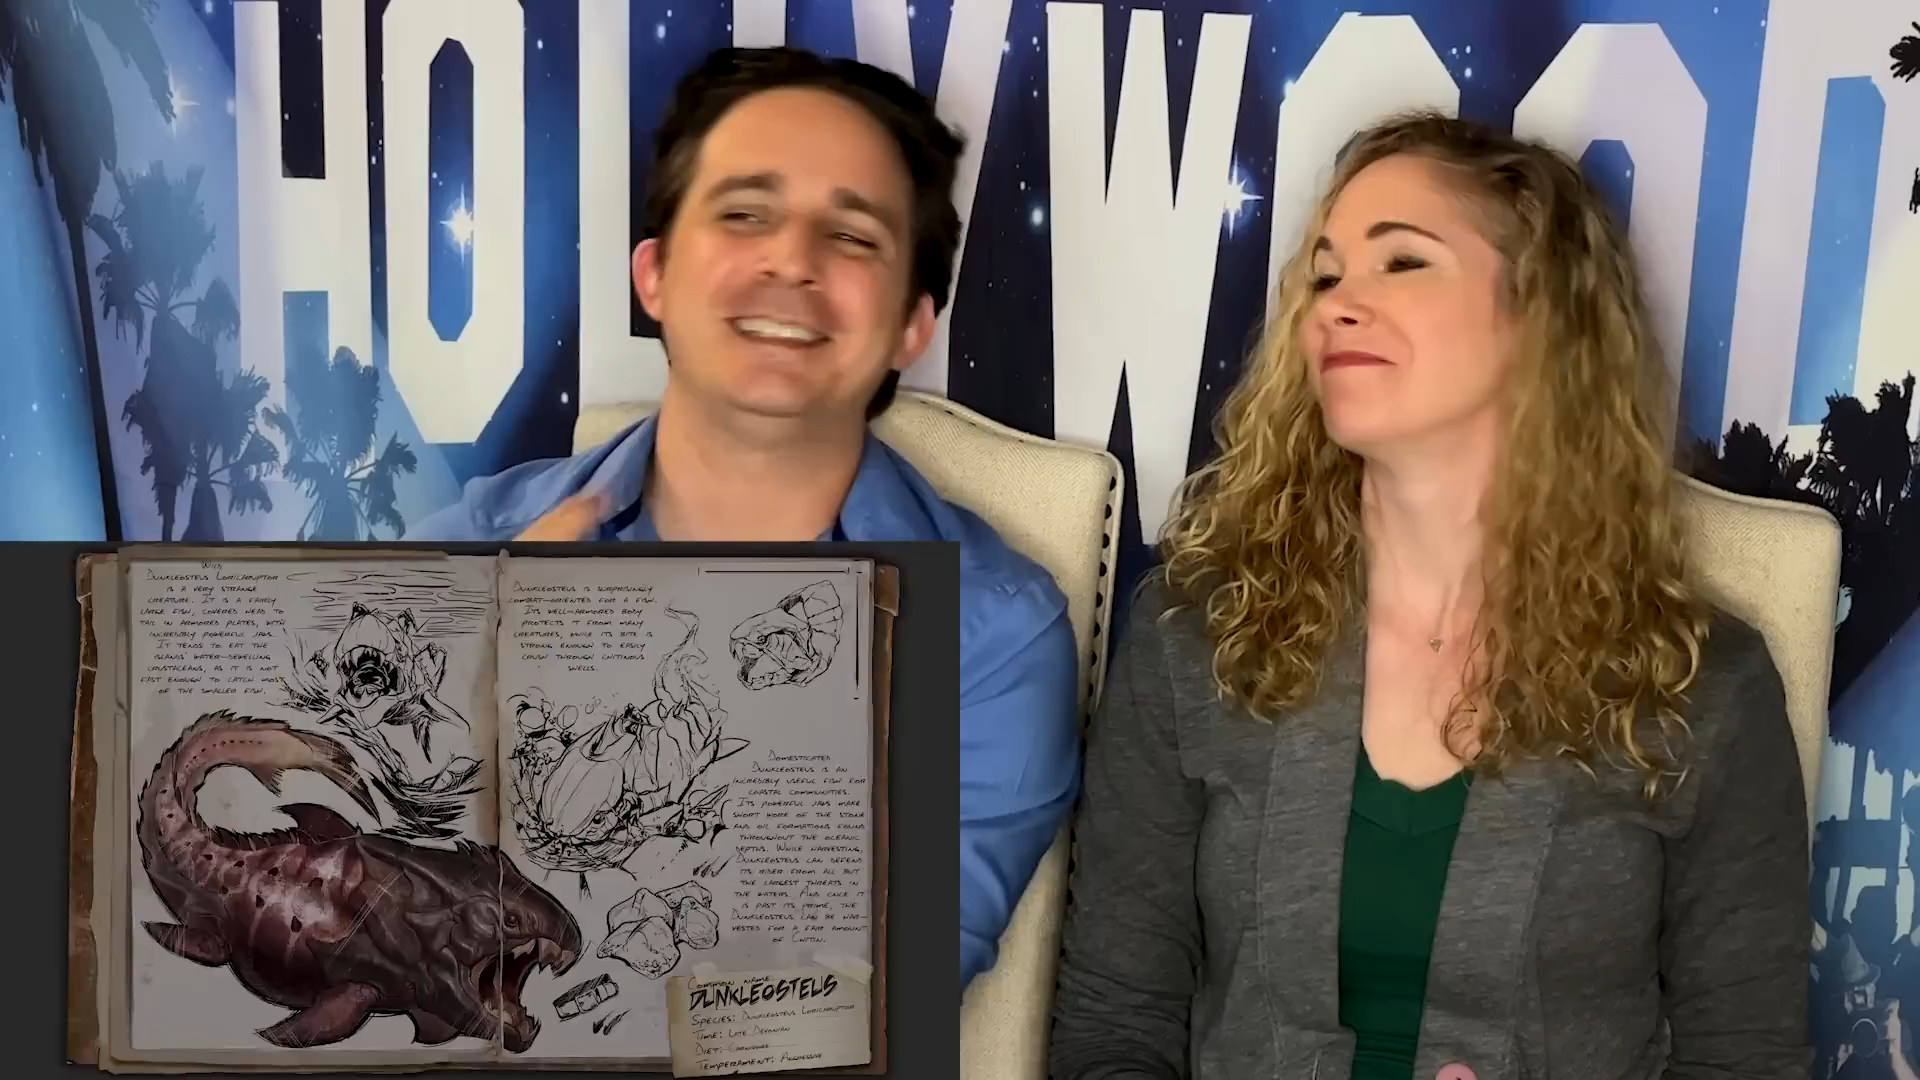 HOLLYWOOD
Wild
Dunkleosteus Loricaruptor
is a very strange
creature. It is a fairly
large fish, covered head to
tail in armored plates, with
incredibly powerful jaws.
It tends to eat the
islands' water-dwelling
crustaceans, as it is not
fast enough to catch most
of the smaller fish.
Dunkleosteus is surprisingly
combat-oriented for a fish.
Its well-armored body
protects it from many
creatures, while its bite is
strong enough to easily
crush through chitinous
shells.
Domesticated
Dunkleosteus is an
incredibly useful fish for
coastal communities.
Its powerful jaws make
short work of the stone
and oil formations found
throughout the oceanic
depths. While harvesting,
Dunkleosteus can defend
its rider from all but
the largest threats in
the waters. And once it
is past its prime, the
Dunkleosteus can be har-
vested for a fair amount
of Chitin.
Common name
DUNKLEOSTEUS
Species: Dunkleosteus Loricaruptor
Time: Late Devonian
Diet: Carnivore
Temperament: Aggressive